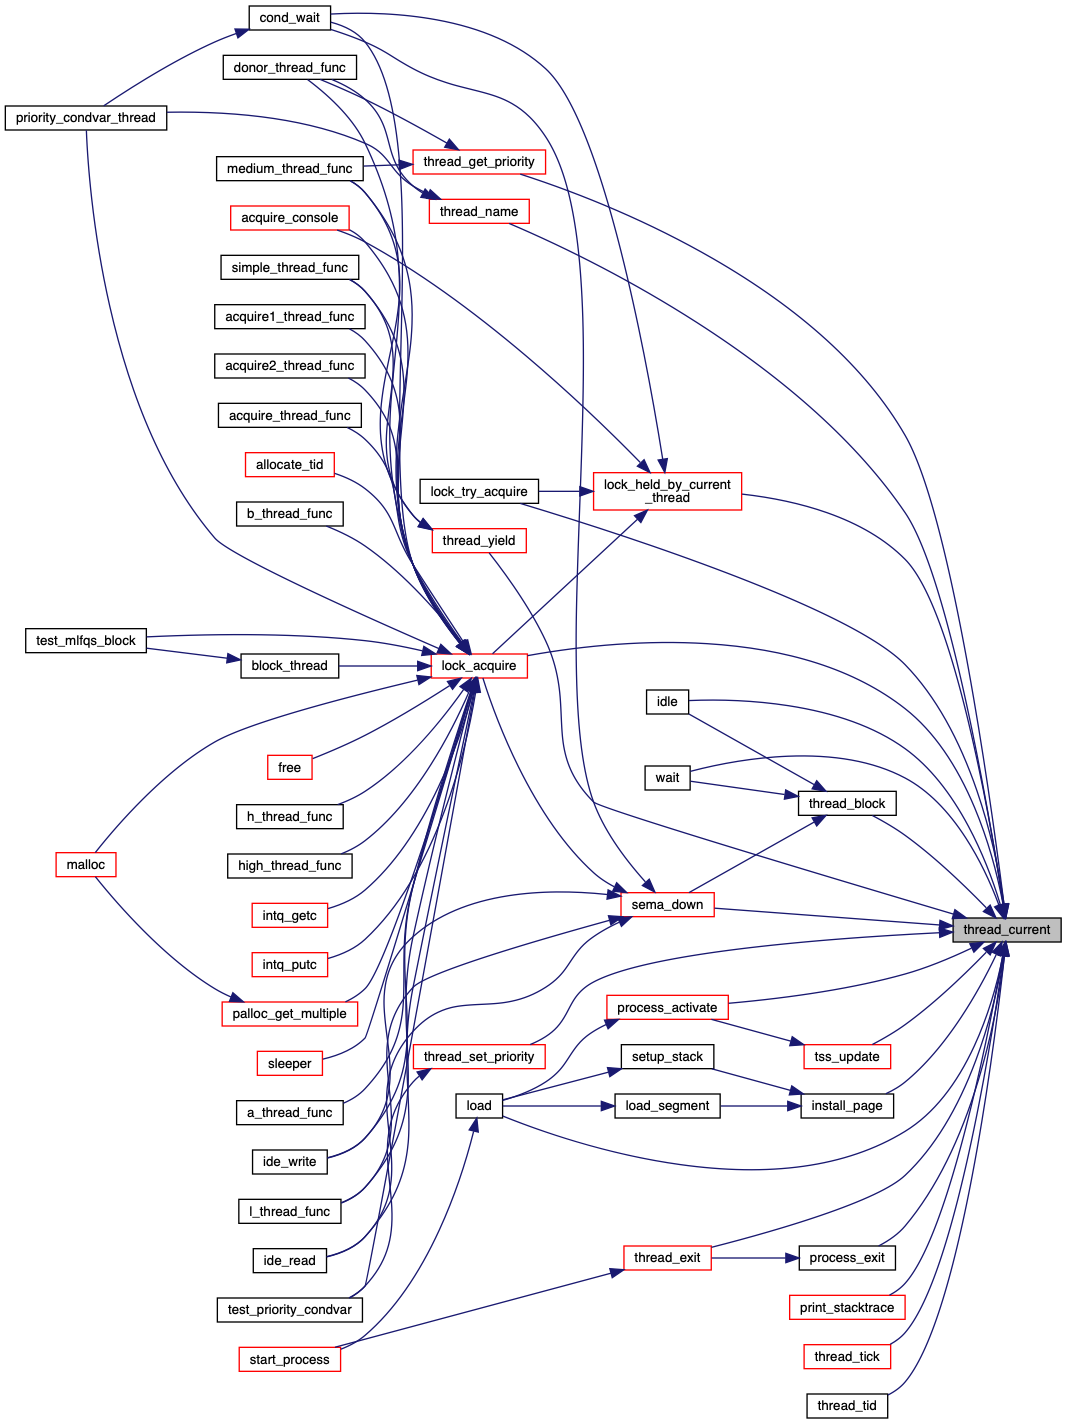 cond_wait
donor_thread_func
priority_condvar_thread
thread_get_priority
medium_thread_func
thread_name
acquire_console
simple_thread_func
acquire1_thread_func
acquire2_thread_func
acquire_thread_func
allocate_tid
lock_held_by_current
_thread
lock_try_acquire
b_thread_func
thread_yield
test_mlfqs_block
block_thread
lock_acquire
idle
free
wait
thread_block
h_thread_func
malloc
high_thread_func
intq_getc
sema_down
thread_current
intq_putc
palloc_get_multiple
process_activate
sleeper
thread_set_priority
setup_stack
tss_update
a_thread_func
load
load_segment
install_page
ide_write
l_thread_func
ide_read
thread_exit
process_exit
test_priority_condvar
print_stacktrace
start_process
thread_tick
thread_tid